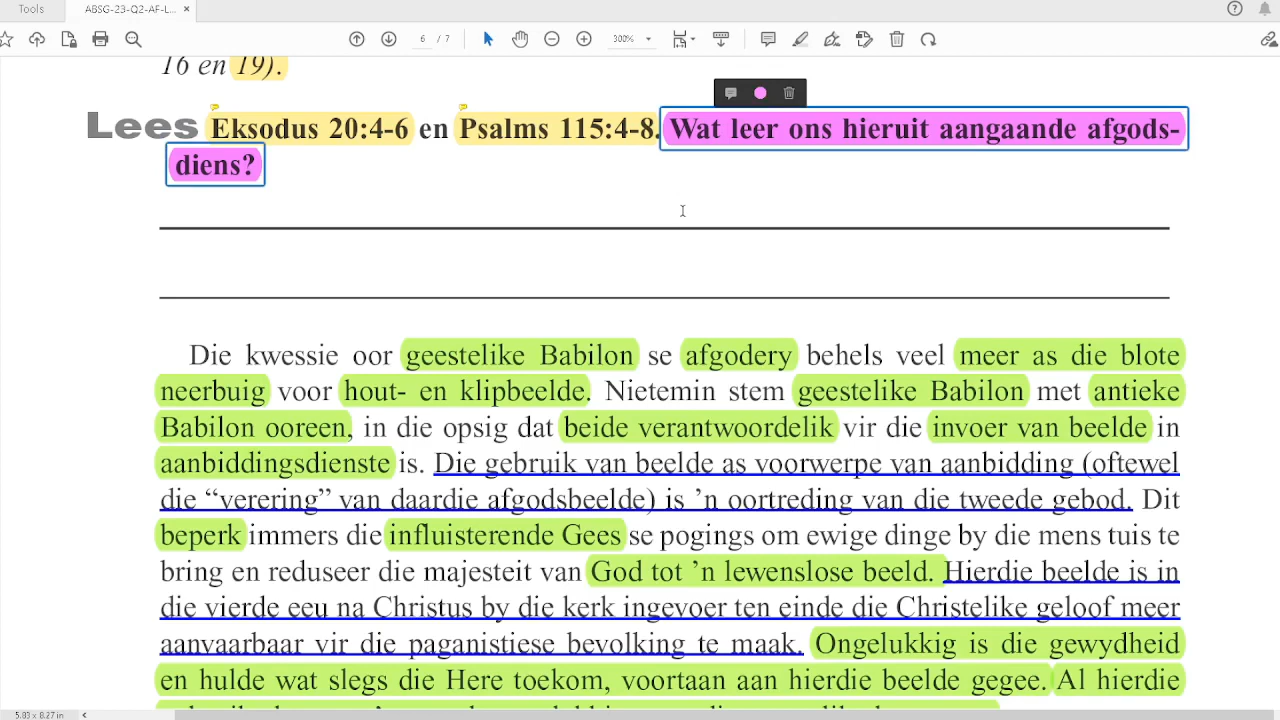 Tools
ABSG-23-Q2-AF-L... ×
6 / 7
300%
16 en 19).
Lees Eksodus 20:4-6 en Psalms 115:4-8. Wat leer ons hieruit aangaande afgods-
diens?
Die kwessie oor geestelike Babilon se afgodery behels veel meer as die blote
neerbuig voor hout- en klipbeelde. Nietemin stem geestelike Babilon met antieke
Babilon ooreen, in die opsig dat beide verantwoordelik vir die invoer van beelde in
aanbiddingsdienste is. Die gebruik van beelde as voorwerpe van aanbidding (oftewel
die “verering” van daardie afgodsbeelde) is ’n oortreding van die tweede gebod. Dit
beperk immers die influisterende Gees se pogings om ewige dinge by die mens tuis te
bring en reduseer die majesteit van God tot ’n lewenslose beeld. Hierdie beelde is in
die vierde eeu na Christus by die kerk ingevoer ten einde die Christelike geloof meer
aanvaarbaar vir die paganistiese bevolking te maak. Ongelukkig is die gewydheid
en hulde wat slegs die Here toekom, voortaan aan hierdie beelde gegee. Al hierdie
5.83 x 8.27 in